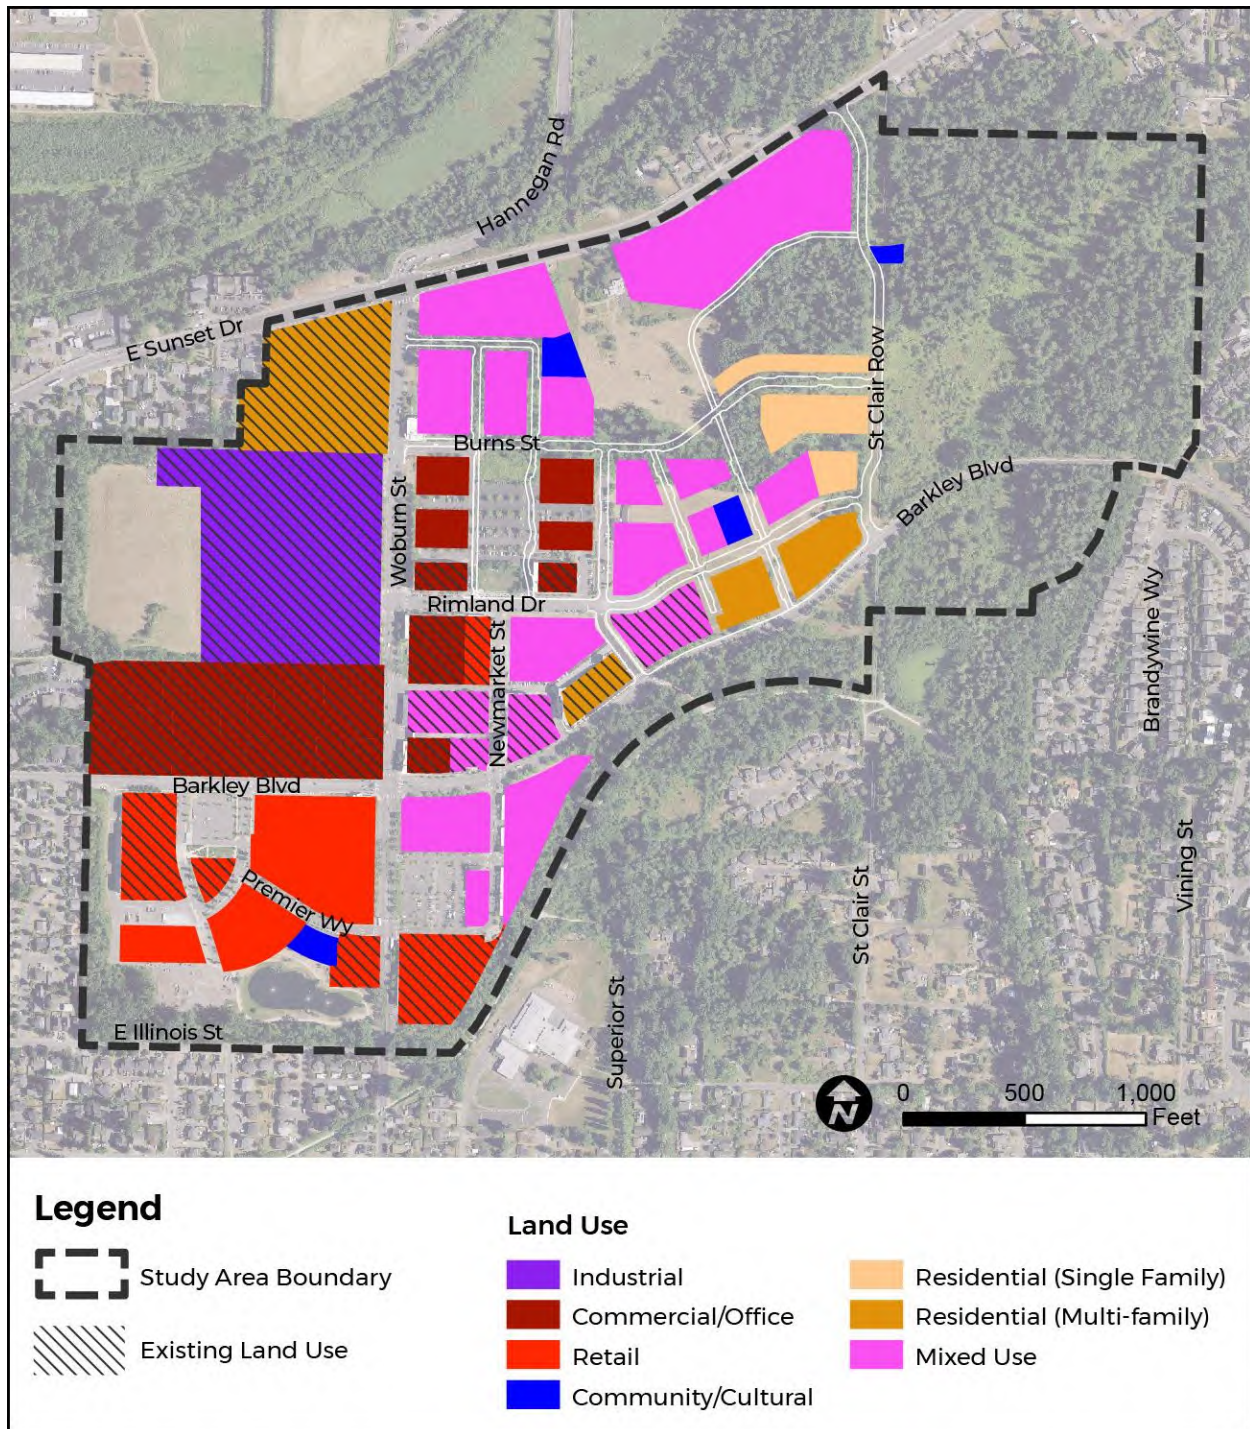 Hannegan Rd
E Sunset Dr
St Clair Row
Burns St
Barkley Blvd
Woburn St
Rimland Dr
Newmarket St
Brandywine Wy
Barkley Blvd
Premier Wy
Vining St
St Clair St
Superior St
E Illinois St
N
0 500 1,000
Feet
Legend
Study Area Boundary
Existing Land Use
Land Use
Industrial
Commercial/Office
Retail
Community/Cultural
Residential (Single Family)
Residential (Multi-family)
Mixed Use